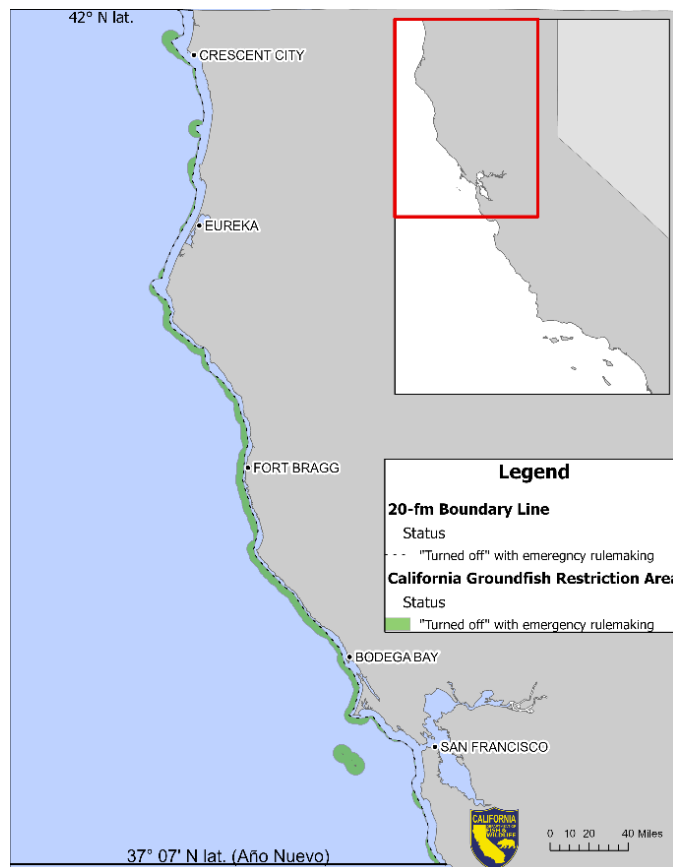 42° N lat.
CRESCENT CITY
EUREKA
FORT BRAGG
Legend
20-fm Boundary Line
Status
"Turned off" with emeregncy rulemaking
California Groundfish Restriction Area
Status
"Turned off" with emergency rulemaking
BODEGA BAY
SAN FRANCISCO
CALIFORNIA
FISH &
WILDLIFE
0 10 20 40 Miles
37° 07' N lat. (Año Nuevo)